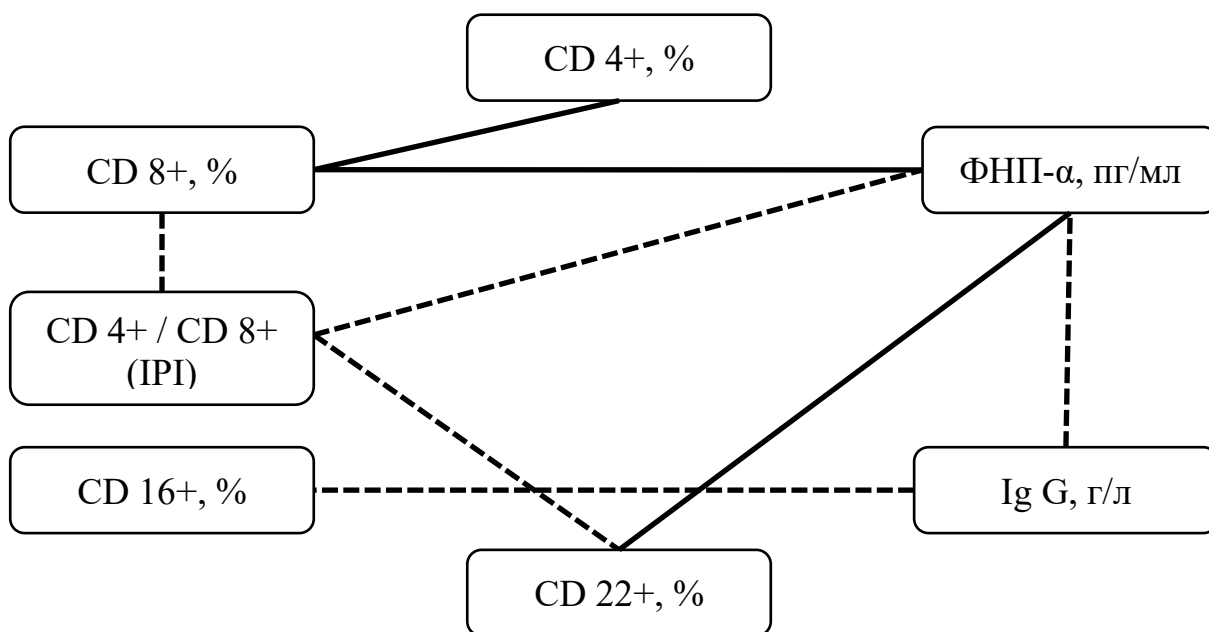 CD 4+, %
CD 8+, %
ФНП-α, пг/мл
CD 4+ / CD 8+
(IPI)
CD 16+, %
Ig G, г/л
CD 22+, %